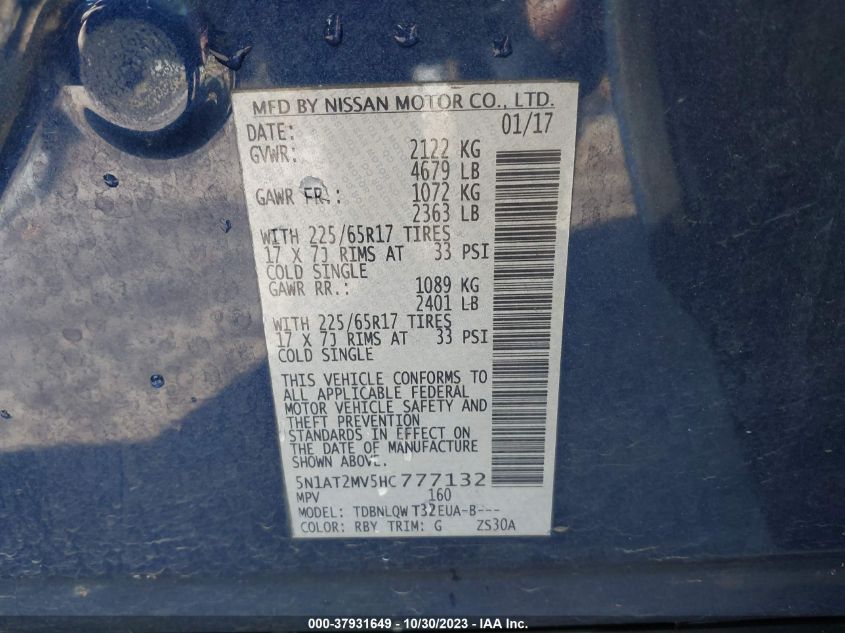 MFD BY NISSAN MOTOR CO., LTD.
DATE: 01/17
GVWR: 2122 KG
4679 LB
GAWR FR.: 1072 KG
2363 LB
WITH 225/65R17 TIRES
17 X 7J RIMS AT 33 PSI
COLD SINGLE
GAWR RR.: 1089 KG
2401 LB
WITH 225/65R17 TIRES
17 X 7J RIMS AT 33 PSI
COLD SINGLE
THIS VEHICLE CONFORMS TO
ALL APPLICABLE FEDERAL
MOTOR VEHICLE SAFETY AND
THEFT PREVENTION
STANDARDS IN EFFECT ON
THE DATE OF MANUFACTURE
SHOWN ABOVE.
5N1AT2MV5HC777132
MPV 160
MODEL: TDBNLQWT32EUA-B---
COLOR: RBY TRIM: G ZS30A
000-37931649 - 10/30/2023 - IAA Inc.